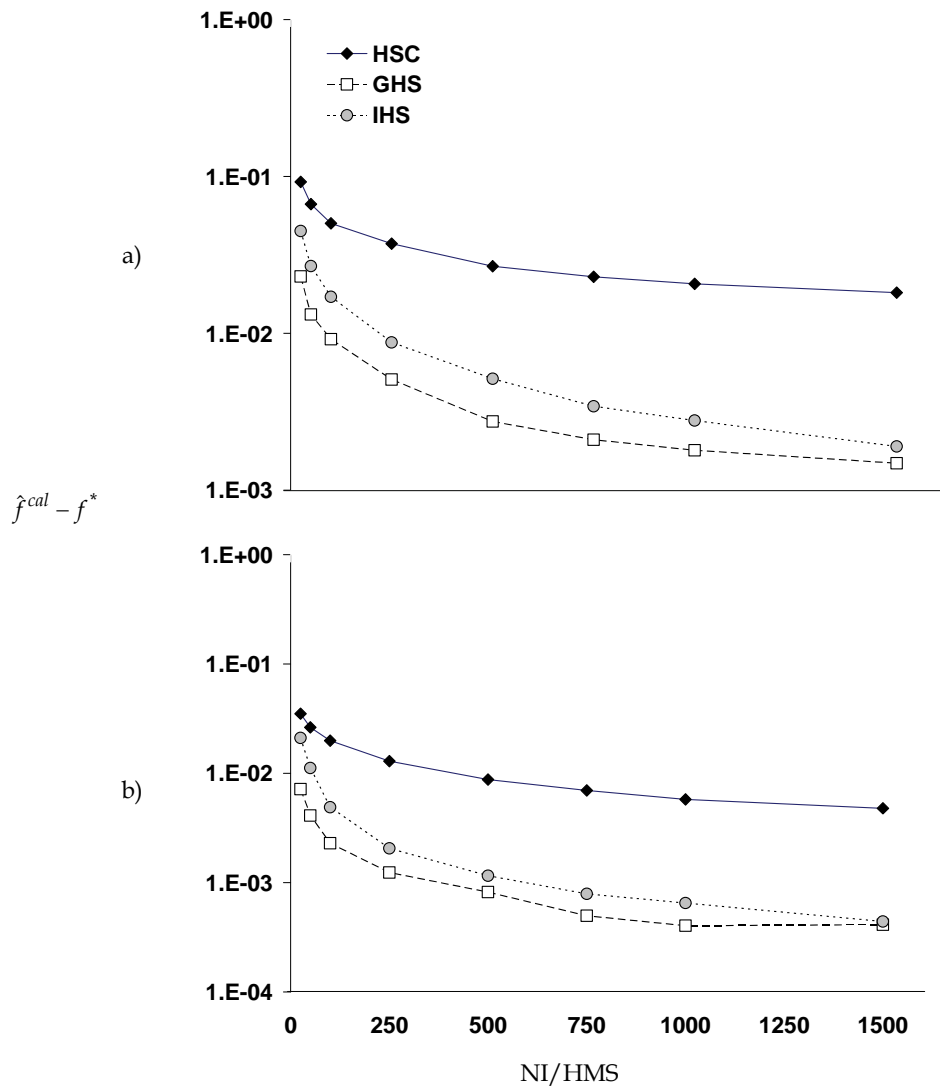 1.E+00
HSC
GHS
IHS
1.E-01
a)
1.E-02
1.E-03
f̂ cal – f *
1.E+00
1.E-01
1.E-02
b)
1.E-03
1.E-04
0 250 500 750 1000 1250 1500
NI/HMS